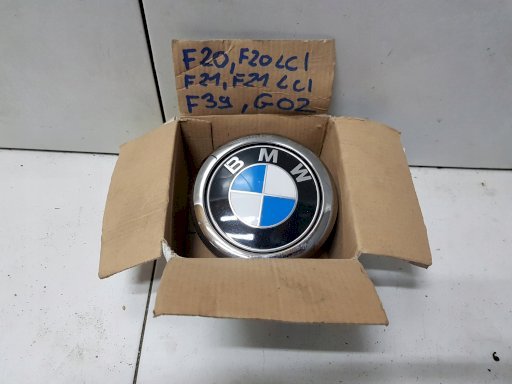 F20, F20LCI
F21, F21 LCI
F39, G02
BMW